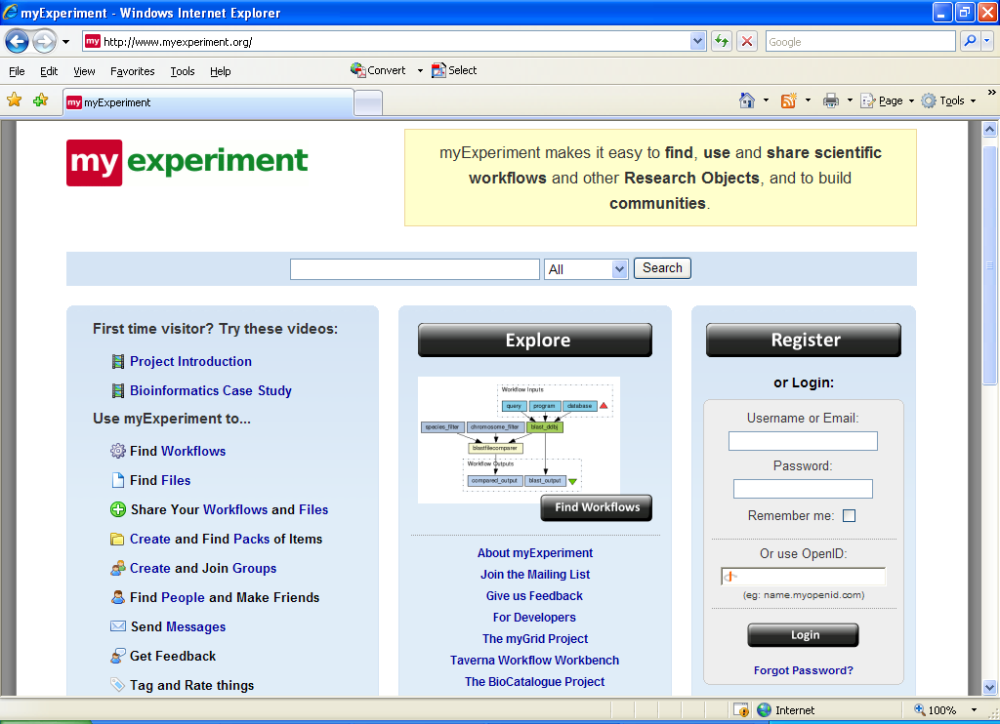 myExperiment - Windows Internet Explorer
my http://www.myexperiment.org/
Google
File Edit View Favorites Tools Help
Convert Select
my myExperiment
Page Tools »
my experiment
myExperiment makes it easy to find, use and share scientific
workflows and other Research Objects, and to build
communities.
All Search
First time visitor? Try these videos:
Project Introduction
Bioinformatics Case Study
Use myExperiment to...
Find Workflows
Find Files
Share Your Workflows and Files
Create and Find Packs of Items
Create and Join Groups
Find People and Make Friends
Send Messages
Get Feedback
Tag and Rate things
Explore
Workflow Inputs
query program database
species_filter chromosome_filter blast_ddbj
blastfilecomparer
Workflow Outputs
compared_output blast_output
Find Workflows
About myExperiment
Join the Mailing List
Give us Feedback
For Developers
The myGrid Project
Taverna Workflow Workbench
The BioCatalogue Project
Register
or Login:
Username or Email:
Password:
Remember me:
Or use OpenID:
(eg: name.myopenid.com)
Login
Forgot Password?
Internet
100%